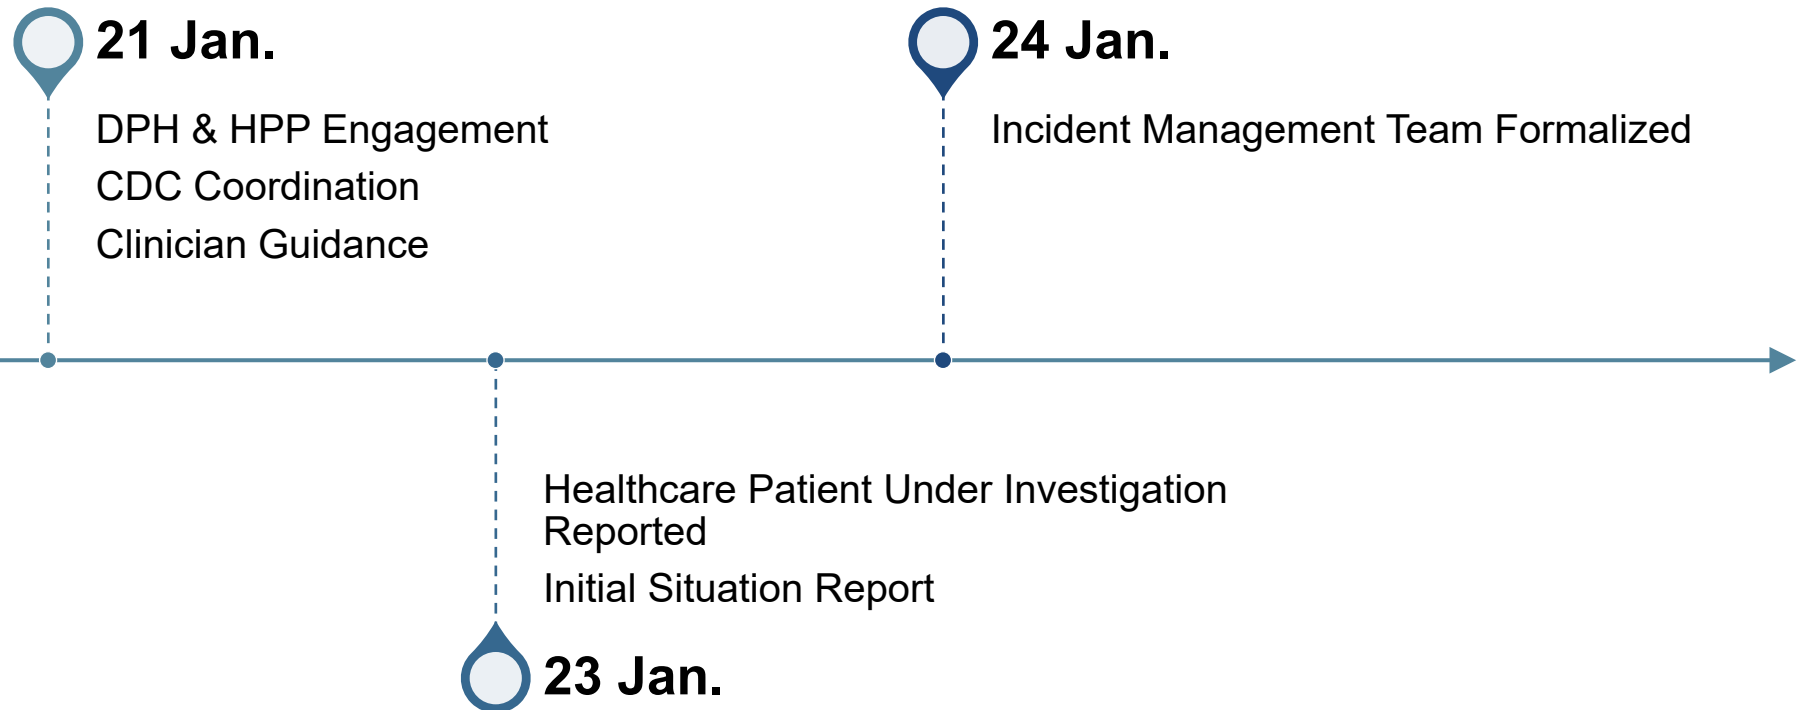 21 Jan.
DPH & HPP Engagement
CDC Coordination
Clinician Guidance
24 Jan.
Incident Management Team Formalized
Healthcare Patient Under Investigation
Reported
Initial Situation Report
23 Jan.